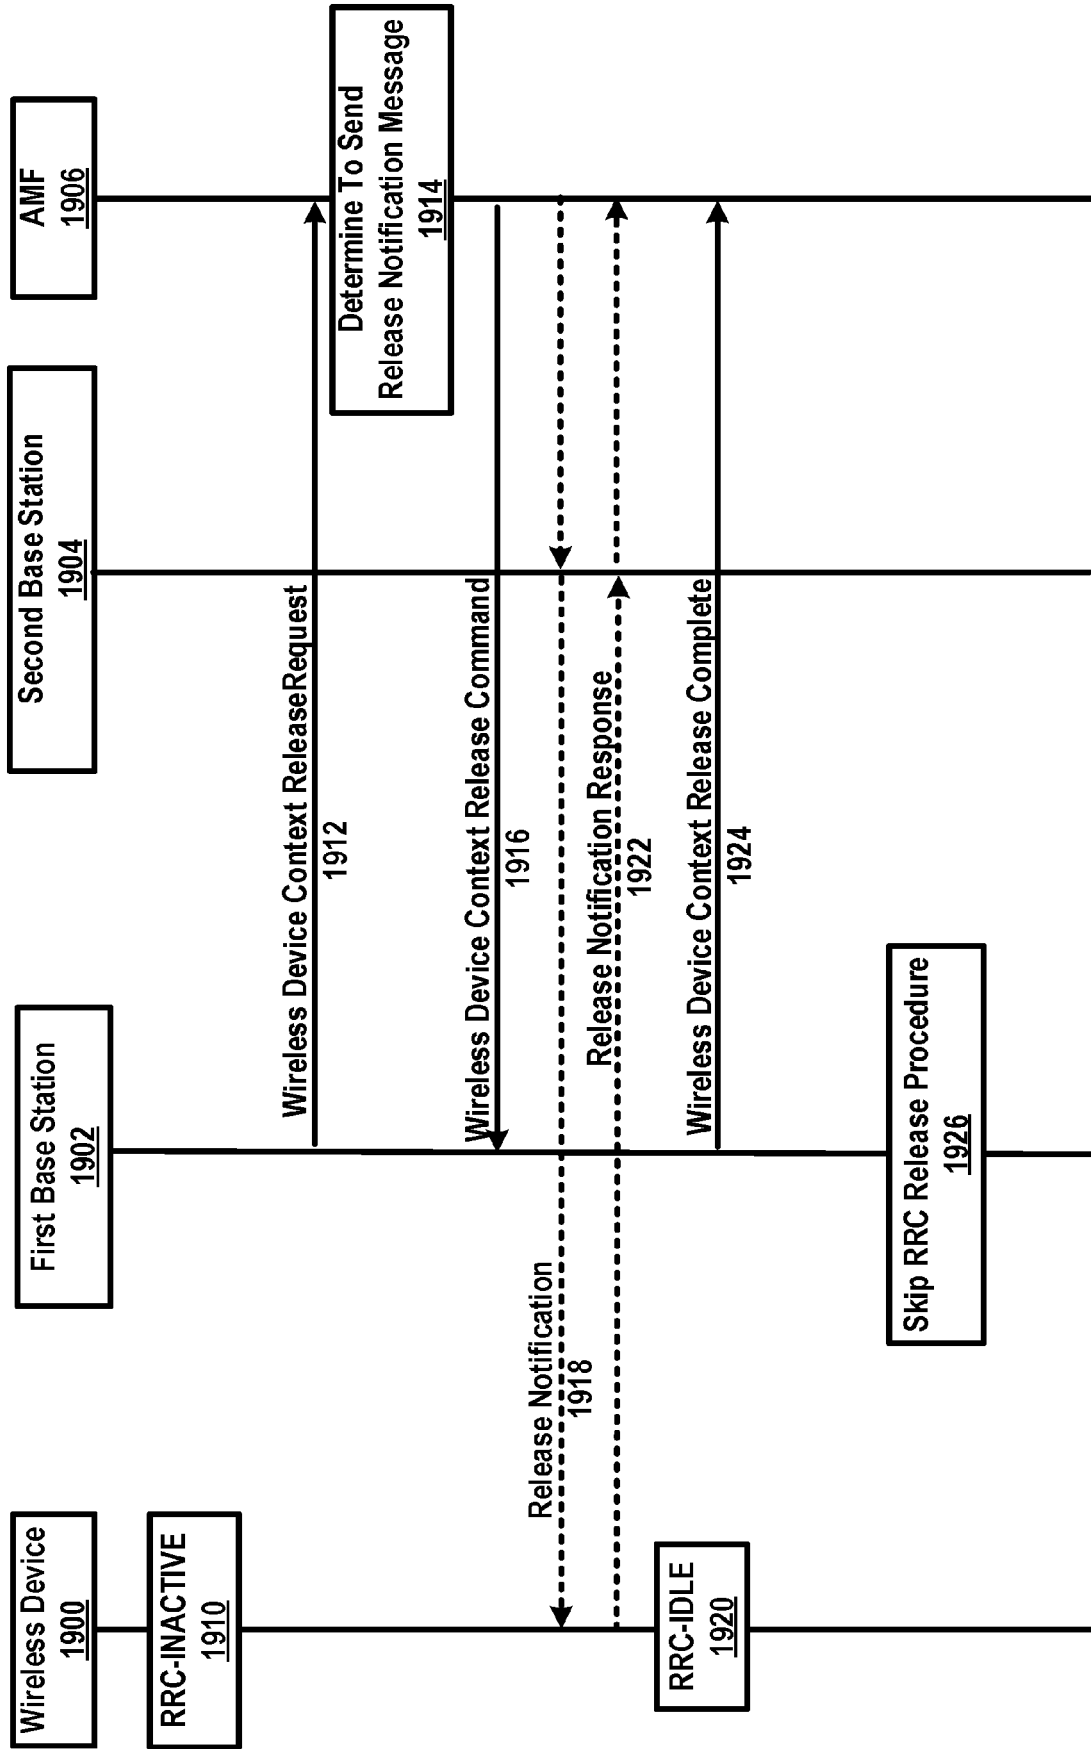 Wireless Device
1900
First Base Station
1902
Second Base Station
1904
AMF
1906
RRC-INACTIVE
1910
Wireless Device Context ReleaseRequest
1912
Determine To Send
Release Notification Message
1914
Wireless Device Context Release Command
1916
Release Notification
1918
Release Notification Response
1922
RRC-IDLE
1920
Wireless Device Context Release Complete
1924
Skip RRC Release Procedure
1926